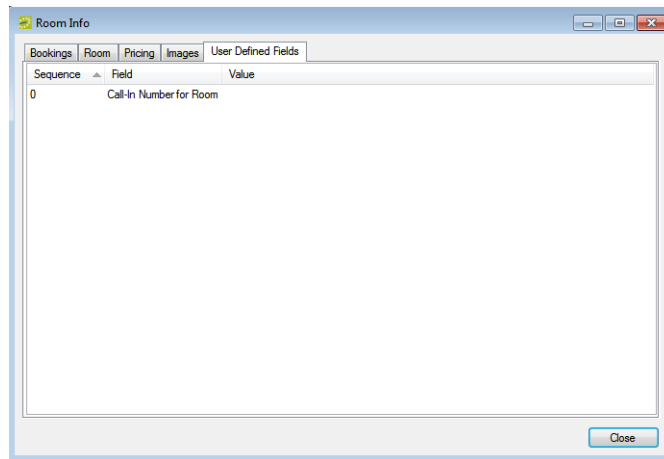 Room Info
Bookings Room Pricing Images User Defined Fields
Sequence Field Value
0 Call-In Number for Room
Close